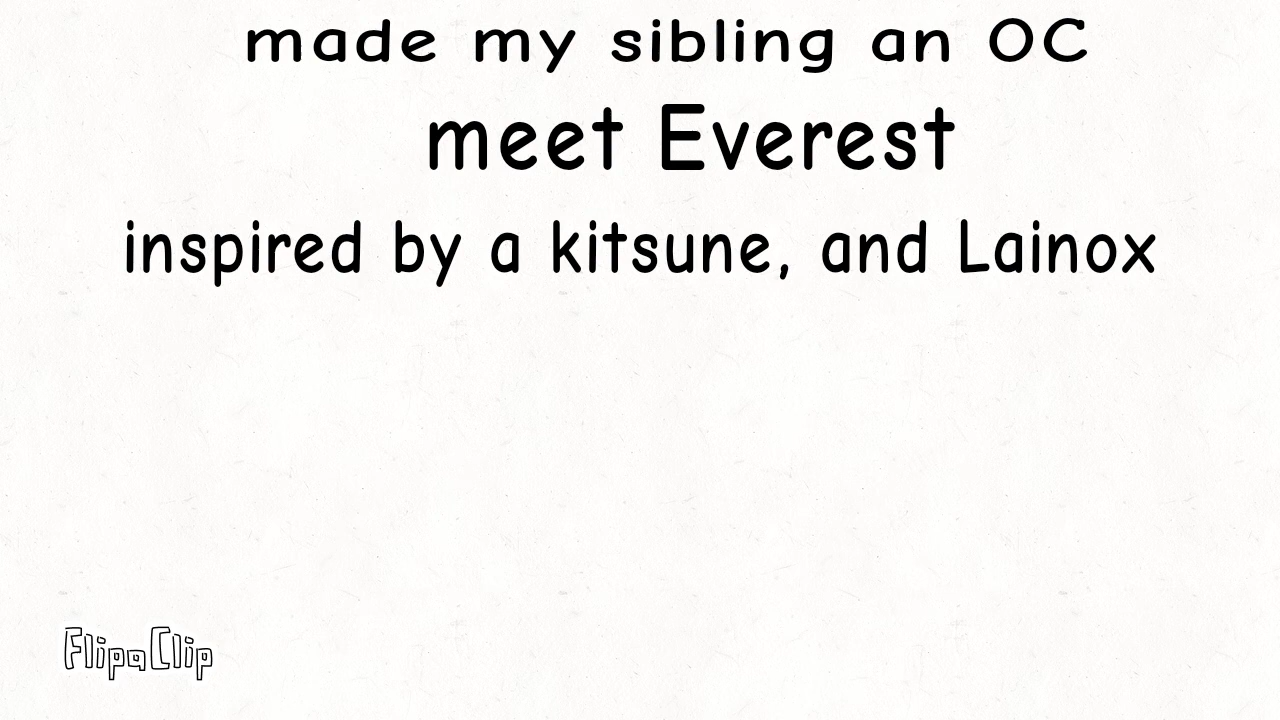 made my sibling an OC
meet Everest
inspired by a kitsune, and Lainox
FlipaClip